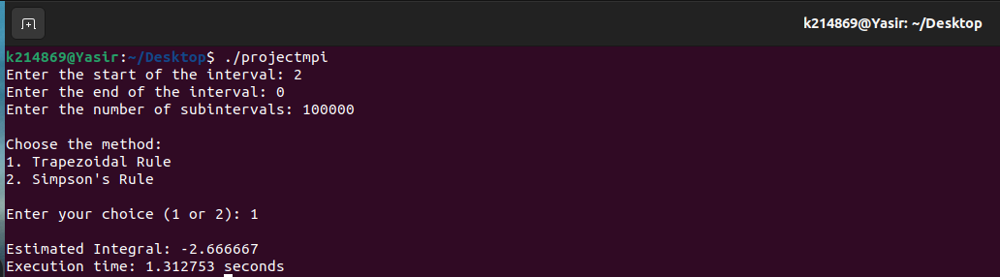 k214869@Yasir: ~/Desktop
k214869@Yasir:~/Desktop$ ./projectmpi
Enter the start of the interval: 2
Enter the end of the interval: 0
Enter the number of subintervals: 100000
Choose the method:
1. Trapezoidal Rule
2. Simpson's Rule
Enter your choice (1 or 2): 1
Estimated Integral: -2.666667
Execution time: 1.312753 seconds